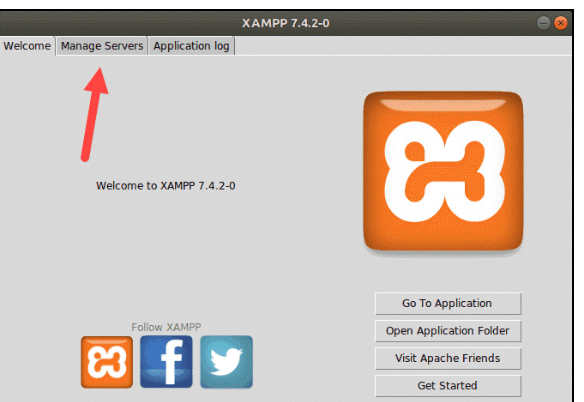 XAMPP 7.4.2-0
Welcome Manage Servers Application log
Welcome to XAMPP 7.4.2-0
Go To Application
Open Application Folder
Visit Apache Friends
Get Started
Follow XAMPP
f